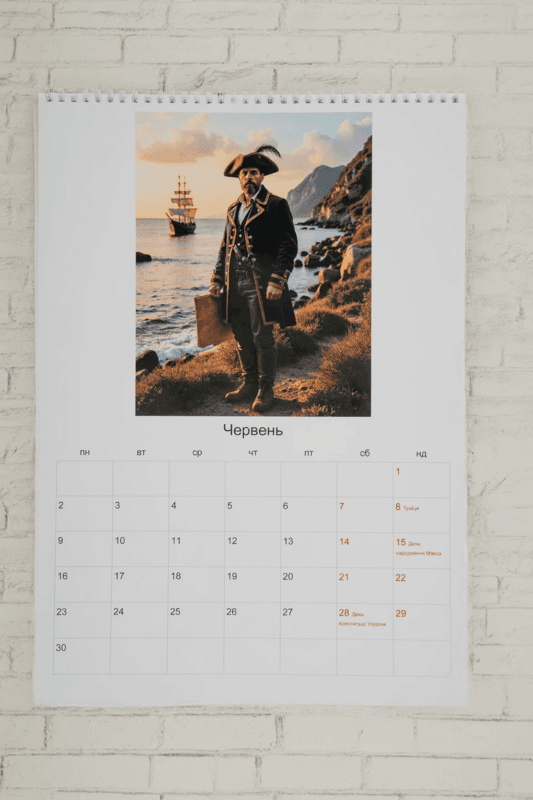 Червень
пн вт ср чт пт сб нд
1
2 3 4 5 6 7 8 Трійця
9 10 11 12 13 14 15 День
народження Макса
16 17 18 19 20 21 22
23 24 25 26 27 28 День 29
Конституції України
30